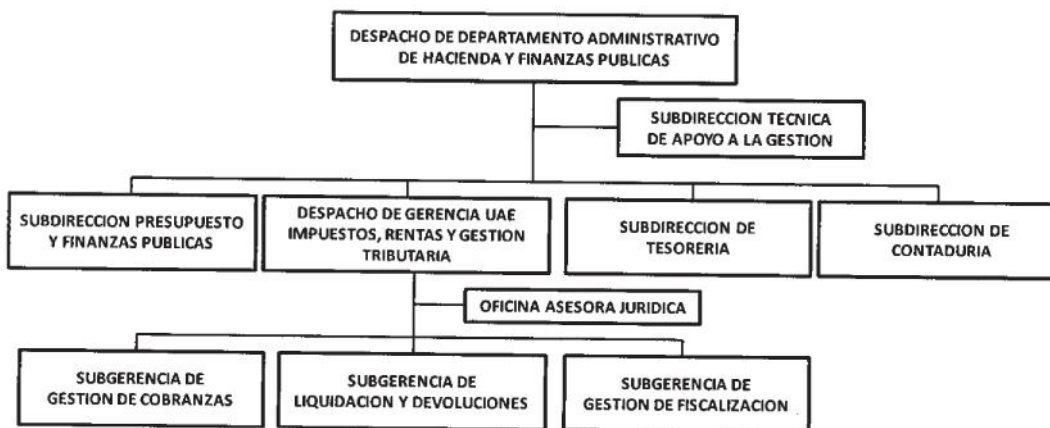 DESPACHO DE DEPARTAMENTO ADMINISTRATIVO
DE HACIENDA Y FINANZAS PUBLICAS
SUBDIRECCION TECNICA
DE APOYO A LA GESTION
SUBDIRECCION PRESUPUESTO
Y FINANZAS PUBLICAS
DESPACHO DE GERENCIA UAE
IMPUESTOS, RENTAS Y GESTION
TRIBUTARIA
SUBDIRECCION DE
TESORERIA
SUBDIRECCION DE
CONTADURIA
OFICINA ASESORA JURIDICA
SUBGERENCIA DE
GESTION DE COBRANZAS
SUBGERENCIA DE
LIQUIDACION Y DEVOLUCIONES
SUBGERENCIA DE
GESTION DE FISCALIZACION